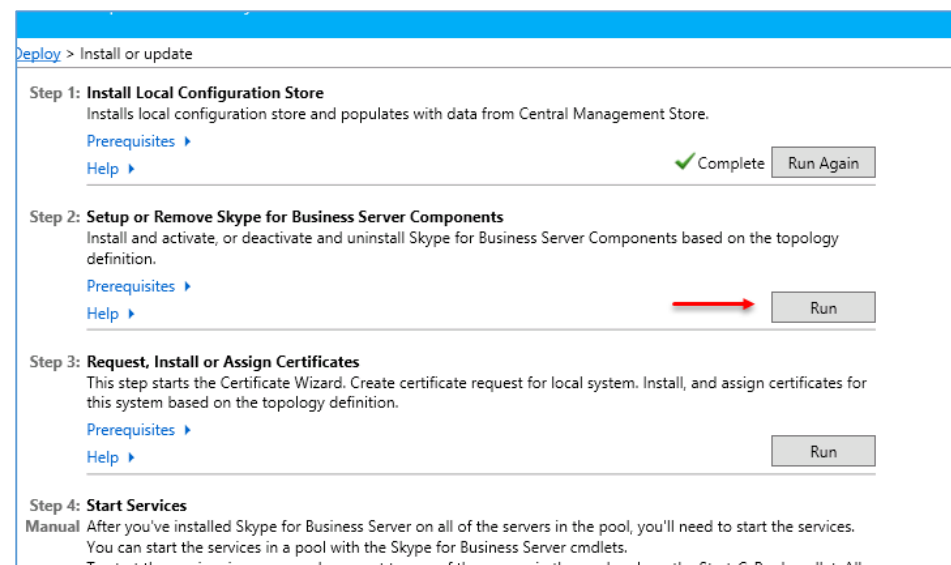 Deploy > Install or update
Step 1: Install Local Configuration Store
Installs local configuration store and populates with data from Central Management Store.
Prerequisites
Help
Complete
Run Again
Step 2: Setup or Remove Skype for Business Server Components
Install and activate, or deactivate and uninstall Skype for Business Server Components based on the topology
definition.
Prerequisites
Help
Run
Step 3: Request, Install or Assign Certificates
This step starts the Certificate Wizard. Create certificate request for local system. Install, and assign certificates for
this system based on the topology definition.
Prerequisites
Help
Run
Step 4: Start Services
Manual After you've installed Skype for Business Server on all of the servers in the pool, you'll need to start the services.
You can start the services in a pool with the Skype for Business Server cmdlets.